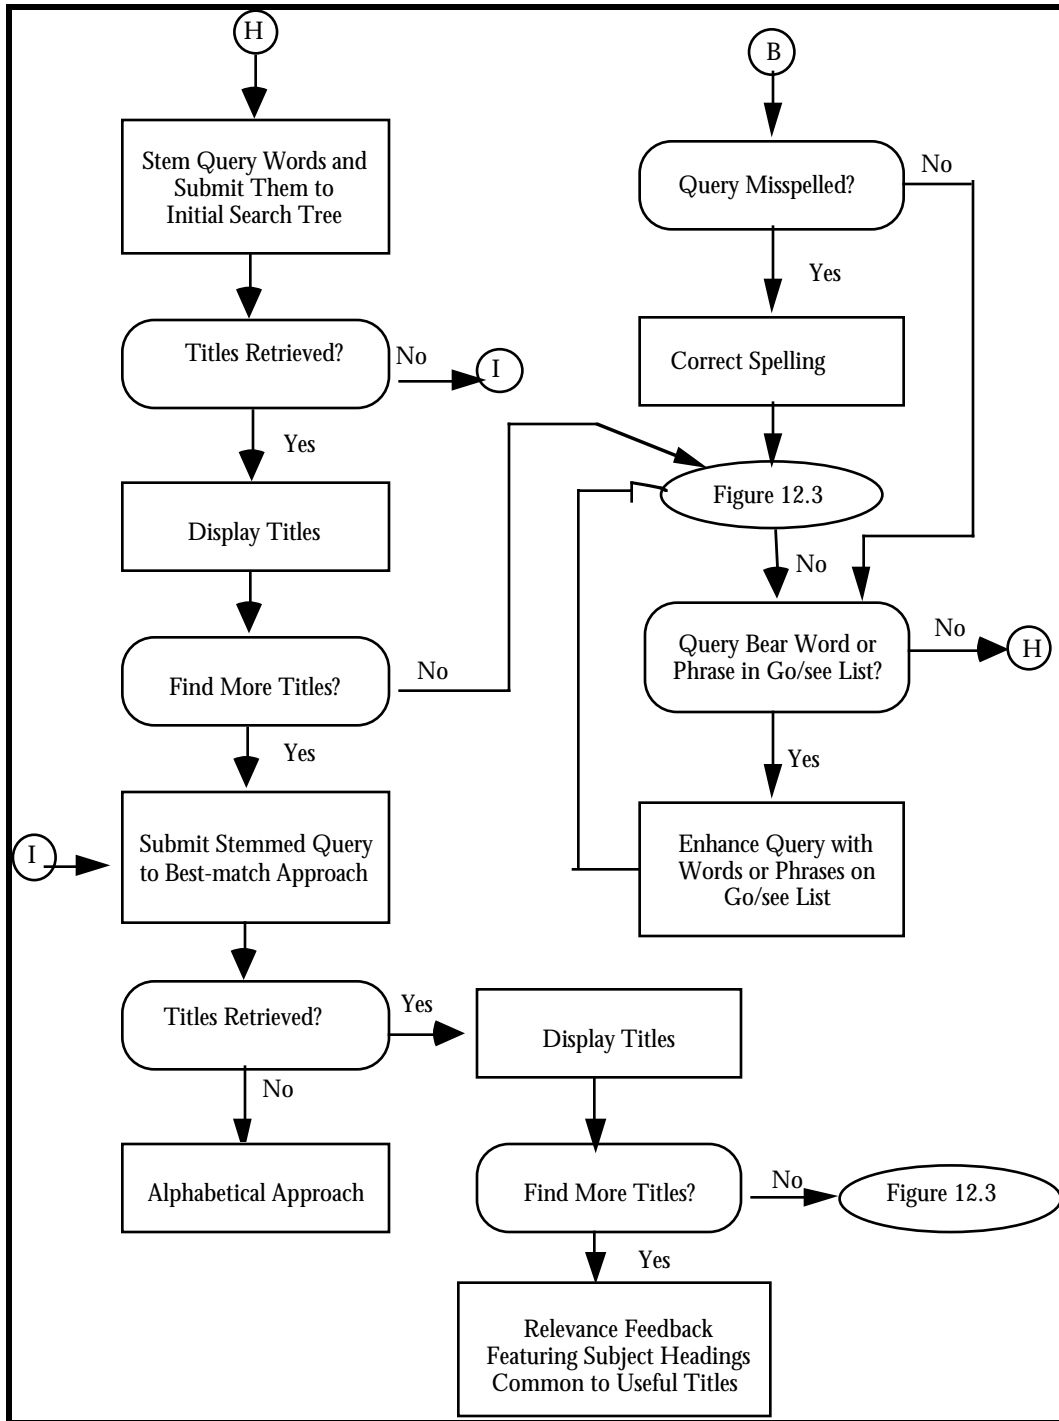 H
Stem Query Words and
Submit Them to
Initial Search Tree
Titles Retrieved?
No
I
Yes
Display Titles
Find More Titles?
No
Yes
I
Submit Stemmed Query
to Best-match Approach
Titles Retrieved?
Yes
No
Alphabetical Approach
Display Titles
Find More Titles?
No
Figure 12.3
Yes
Relevance Feedback
Featuring Subject Headings
Common to Useful Titles
B
Query Misspelled?
No
Yes
Correct Spelling
Figure 12.3
No
Query Bear Word or
Phrase in Go/see List?
No
H
Yes
Enhance Query with
Words or Phrases on
Go/see List